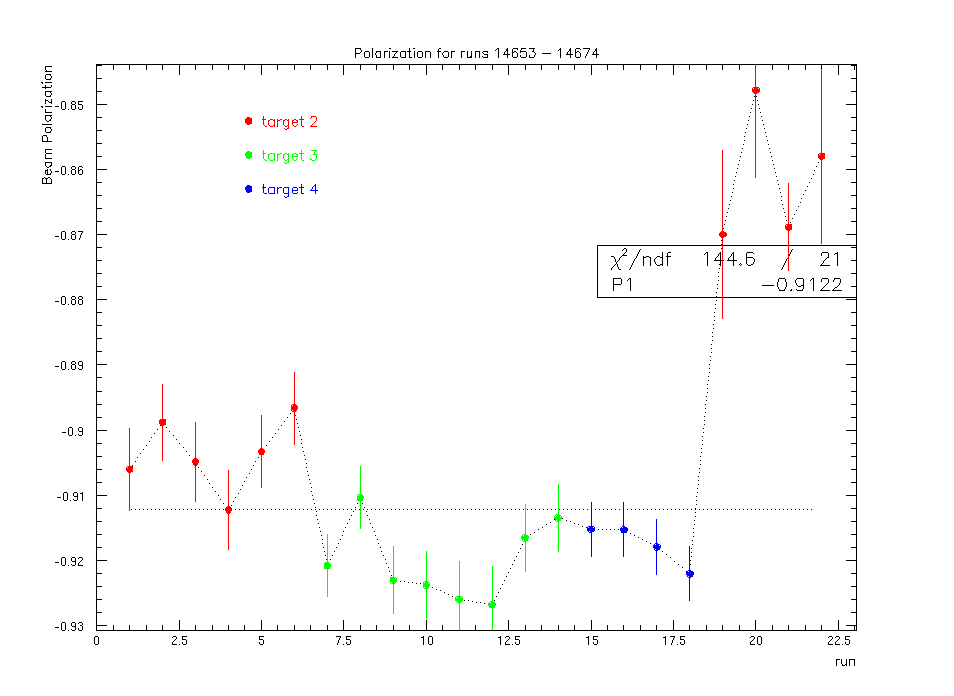 Polarization for runs 14653 − 14674
Beam Polarization
-0.85
-0.86
-0.87
-0.88
-0.89
-0.9
-0.91
-0.92
-0.93
target 2
target 3
target 4
χ²/ndf 144.6 / 21
P1 −0.9122
0 2.5 5 7.5 10 12.5 15 17.5 20 22.5
run